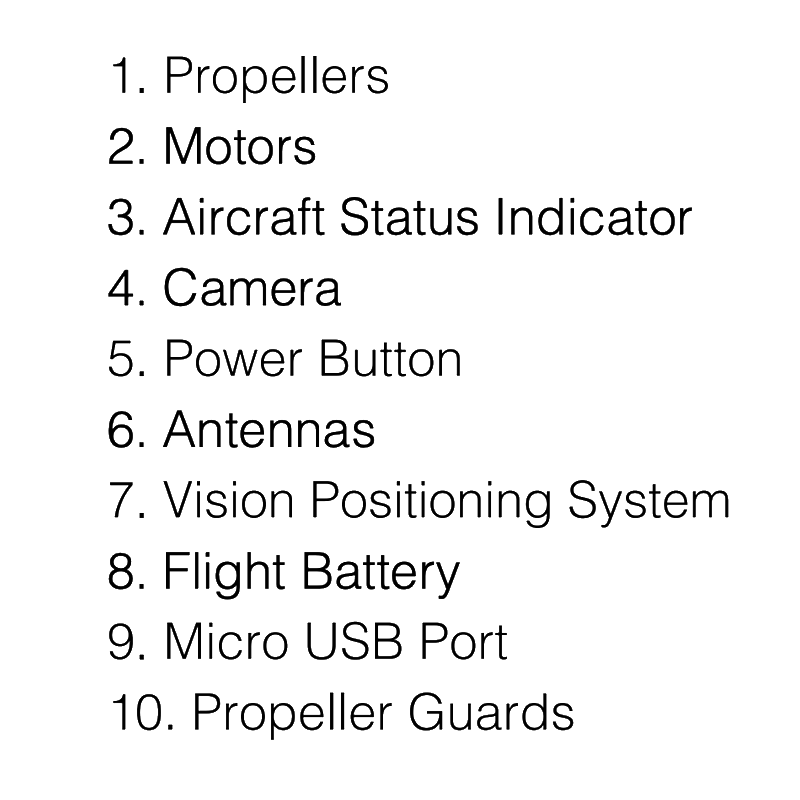 1. Propellers
2. Motors
3. Aircraft Status Indicator
4. Camera
5. Power Button
6. Antennas
7. Vision Positioning System
8. Flight Battery
9. Micro USB Port
10. Propeller Guards